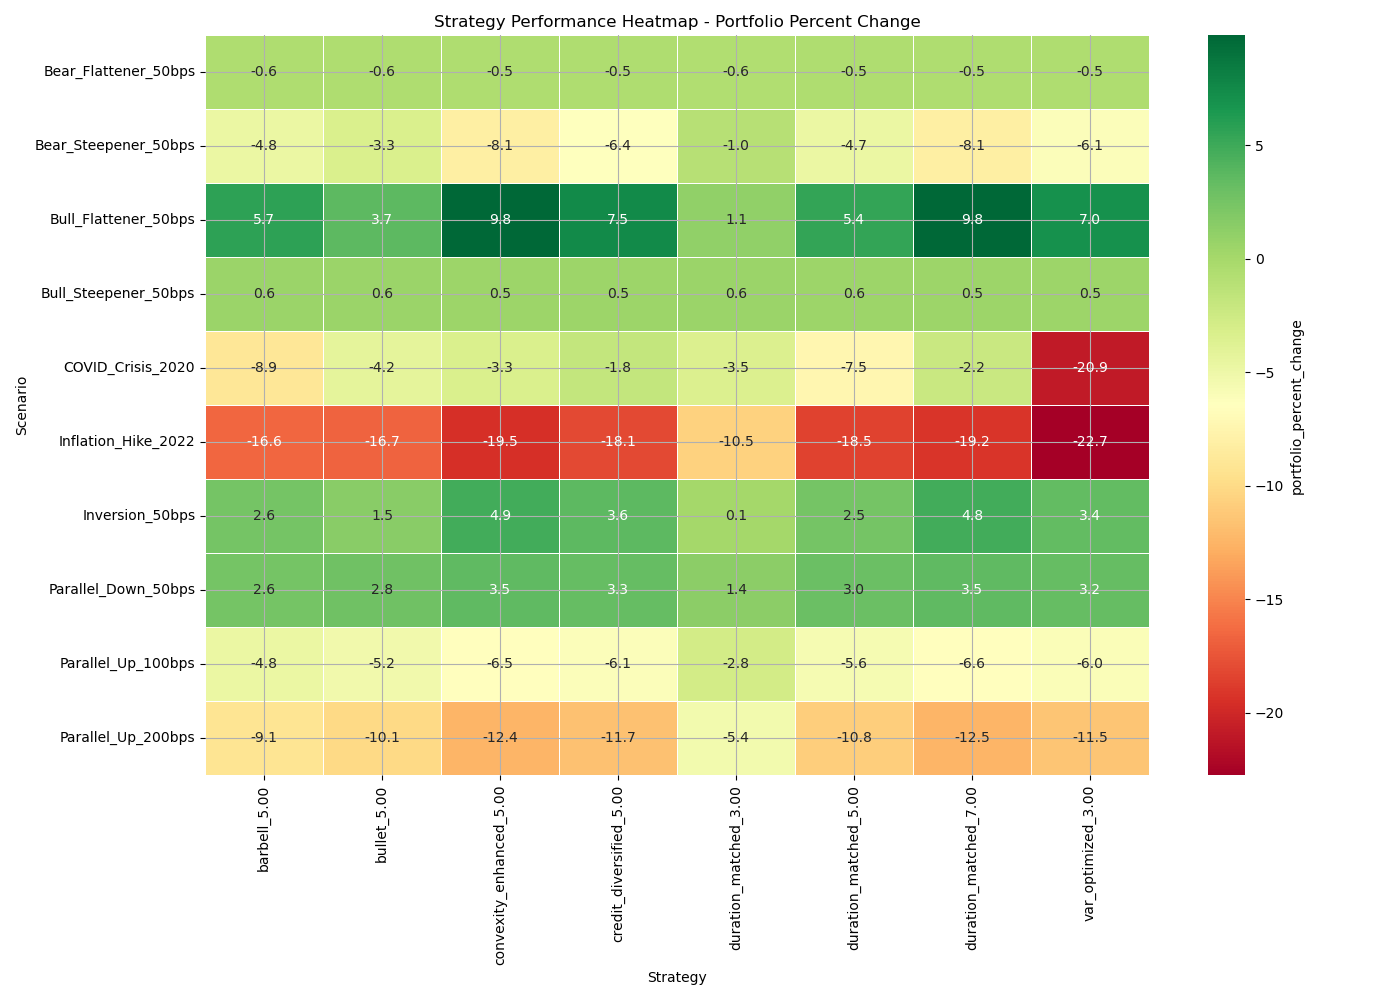 Strategy Performance Heatmap - Portfolio Percent Change
Scenario
Bear_Flattener_50bps -0.6 -0.6 -0.5 -0.5 -0.6 -0.5 -0.5 -0.5
Bear_Steepener_50bps -4.8 -3.3 -8.1 -6.4 -1.0 -4.7 -8.1 -6.1
Bull_Flattener_50bps 5.7 3.7 9.8 7.5 1.1 5.4 9.8 7.0
Bull_Steepener_50bps 0.6 0.6 0.5 0.5 0.6 0.6 0.5 0.5
COVID_Crisis_2020 -8.9 -4.2 -3.3 -1.8 -3.5 -7.5 -2.2 -20.9
Inflation_Hike_2022 -16.6 -16.7 -19.5 -18.1 -10.5 -18.5 -19.2 -22.7
Inversion_50bps 2.6 1.5 4.9 3.6 0.1 2.5 4.8 3.4
Parallel_Down_50bps 2.6 2.8 3.5 3.3 1.4 3.0 3.5 3.2
Parallel_Up_100bps -4.8 -5.2 -6.5 -6.1 -2.8 -5.6 -6.6 -6.0
Parallel_Up_200bps -9.1 -10.1 -12.4 -11.7 -5.4 -10.8 -12.5 -11.5
barbell_5.00
bullet_5.00
convexity_enhanced_5.00
credit_diversified_5.00
duration_matched_3.00
duration_matched_5.00
duration_matched_7.00
var_optimized_3.00
Strategy
5
0
−5
−10
−15
−20
portfolio_percent_change